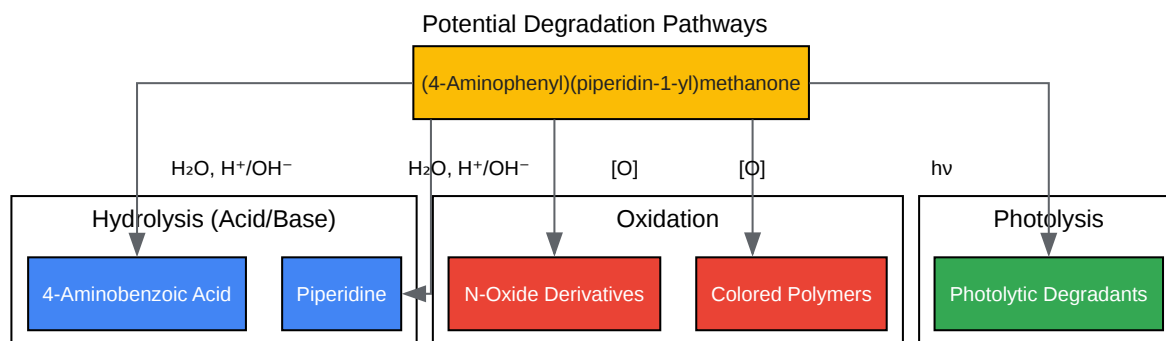 Potential Degradation Pathways
(4-Aminophenyl)(piperidin-1-yl)methanone
H₂O, H⁺/OH⁻
H₂O, H⁺/OH⁻
[O]
[O]
hν
Hydrolysis (Acid/Base)
Oxidation
Photolysis
4-Aminobenzoic Acid
Piperidine
N-Oxide Derivatives
Colored Polymers
Photolytic Degradants